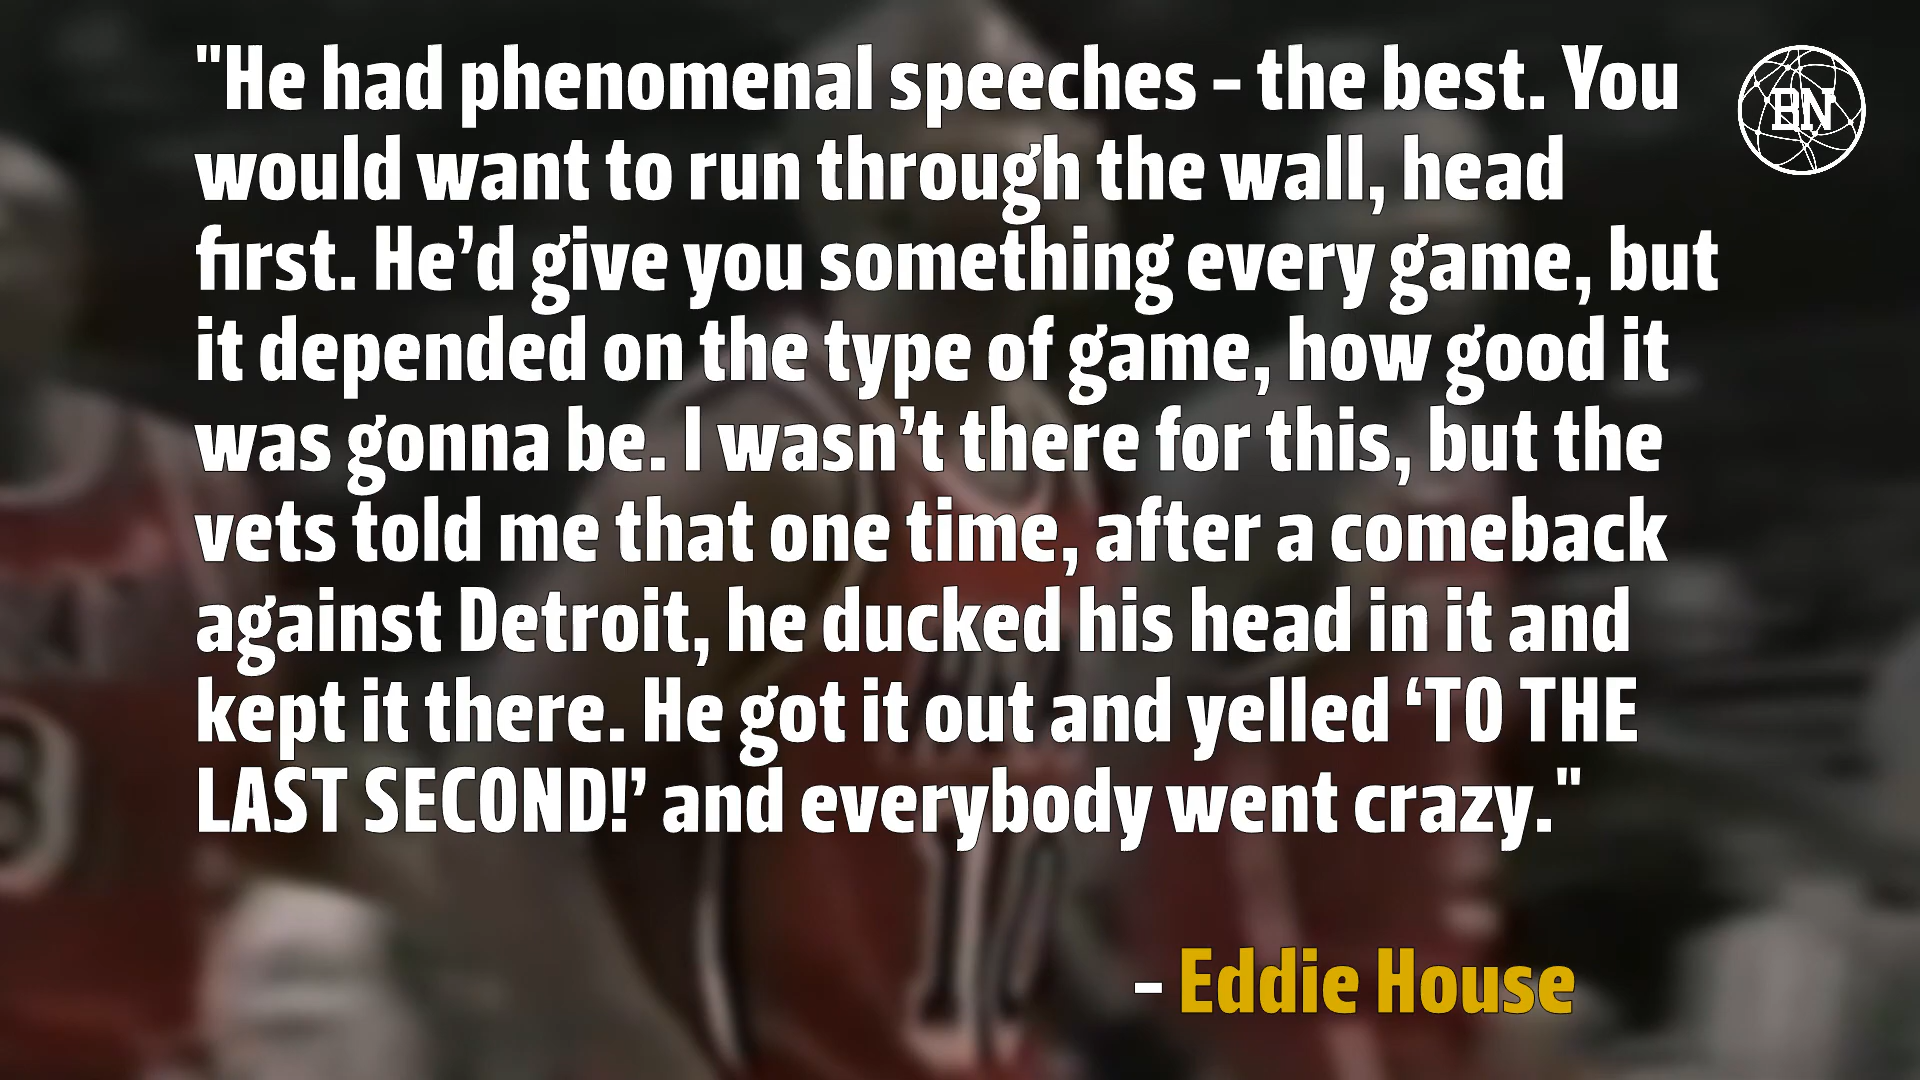 "He had phenomenal speeches – the best. You
would want to run through the wall, head
first. He’d give you something every game, but
it depended on the type of game, how good it
was gonna be. I wasn’t there for this, but the
vets told me that one time, after a comeback
against Detroit, he ducked his head in it and
kept it there. He got it out and yelled ‘TO THE
LAST SECOND!’ and everybody went crazy."
– Eddie House
BN